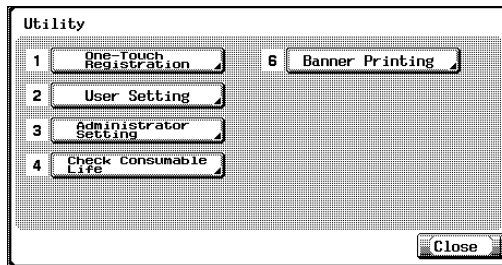 Utility
1 One-Touch
Registration
2 User Setting
3 Administrator
Setting
4 Check Consumable
Life
6 Banner Printing
Close